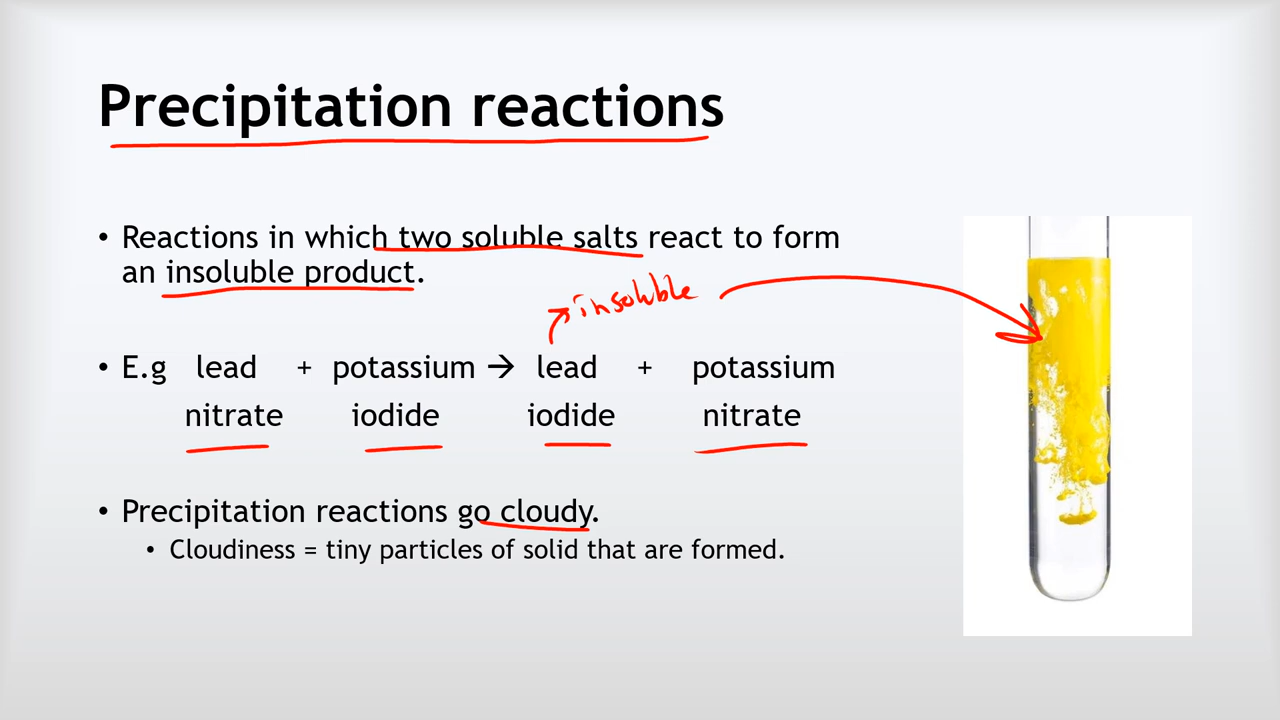 Precipitation reactions
• Reactions in which two soluble salts react to form
an insoluble product.
insoluble
• E.g lead + potassium → lead + potassium
nitrate iodide iodide nitrate
• Precipitation reactions go cloudy.
• Cloudiness = tiny particles of solid that are formed.